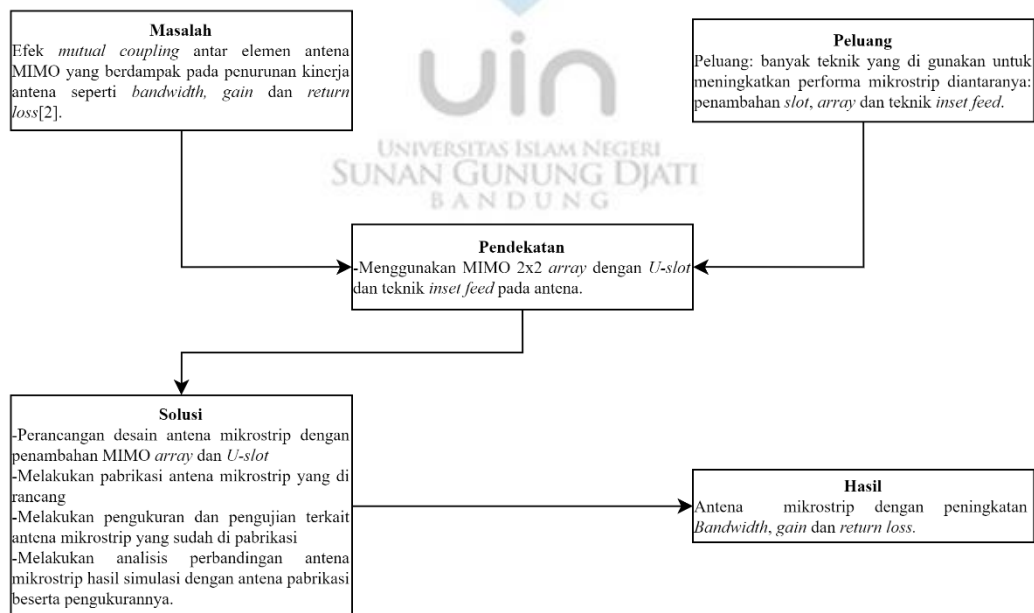 Masalah
Efek mutual coupling antar elemen antena
MIMO yang berdampak pada penurunan kinerja
antena seperti bandwidth, gain dan return
loss[2].
Peluang
Peluang: banyak teknik yang di gunakan untuk
meningkatkan performa mikrostrip diantaranya:
penambahan slot, array dan teknik inset feed.
uin
UNIVERSITAS ISLAM NEGERI
SUNAN GUNUNG DJATI
BANDUNG
Pendekatan
-Menggunakan MIMO 2x2 array dengan U-slot
dan teknik inset feed pada antena.
Solusi
-Perancangan desain antena mikrostrip dengan
penambahan MIMO array dan U-slot
-Melakukan pabrikasi antena mikrostrip yang di
rancang
-Melakukan pengukuran dan pengujian terkait
antena mikrostrip yang sudah di pabrikasi
-Melakukan analisis perbandingan antena
mikrostrip hasil simulasi dengan antena pabrikasi
beserta pengukurannya.
Hasil
Antena mikrostrip dengan peningkatan
Bandwidth, gain dan return loss.